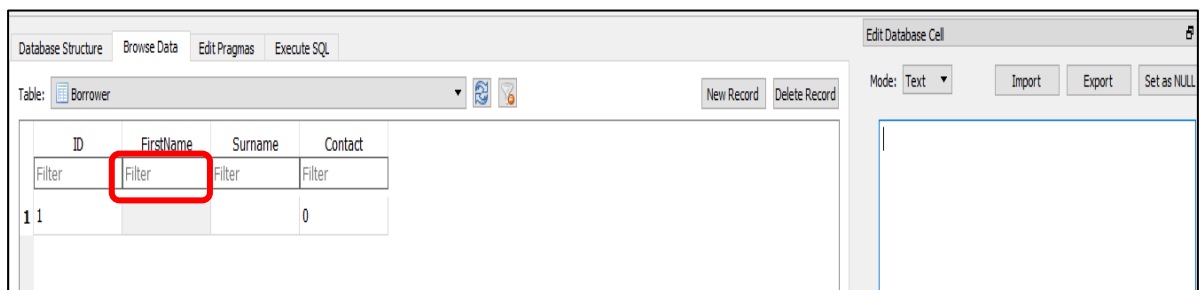 Edit Database Cell
Database Structure Browse Data Edit Pragmas Execute SQL
Table: Borrower New Record Delete Record Mode: Text Import Export Set as NULL
ID FirstName Surname Contact
Filter Filter Filter Filter
1 1 0